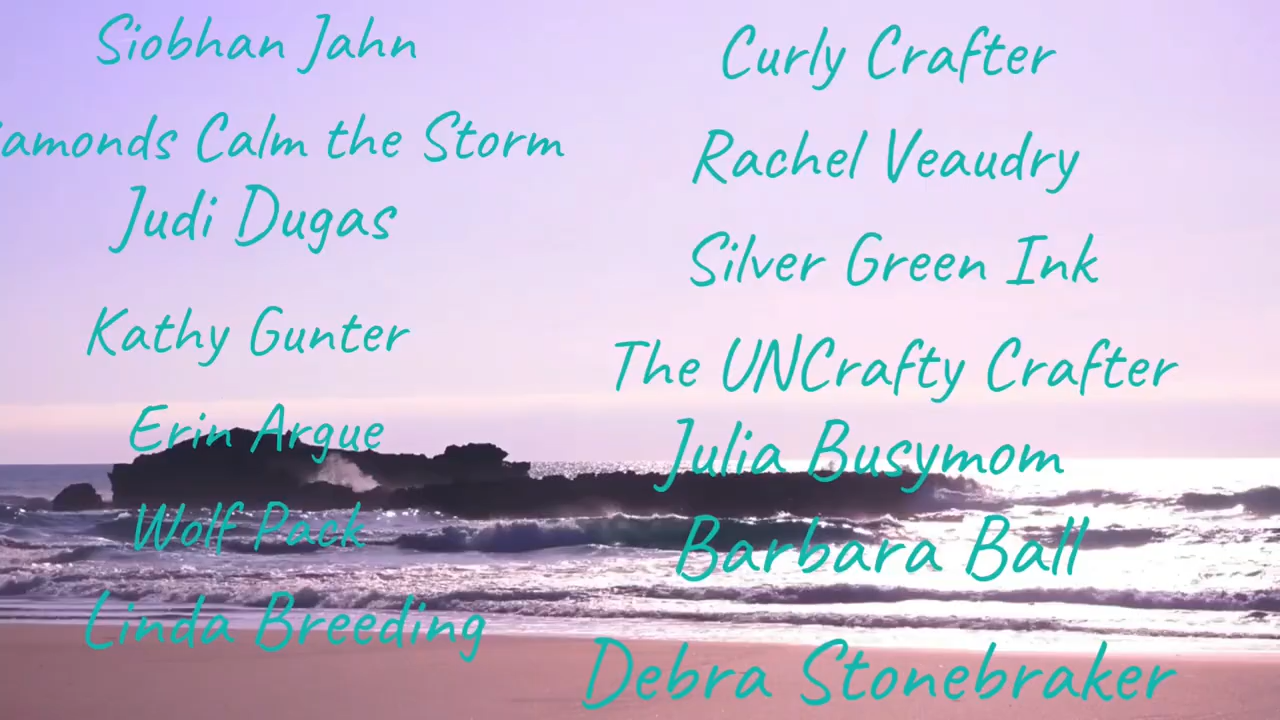 Siobhan Jahn
amonds Calm the Storm
Judi Dugas
Kathy Gunter
Erin Argue
Wolf Pack
Linda Breeding
Curly Crafter
Rachel Veaudry
Silver Green Ink
The UNCrafty Crafter
Julia Busymom
Barbara Ball
Debra Stonebraker